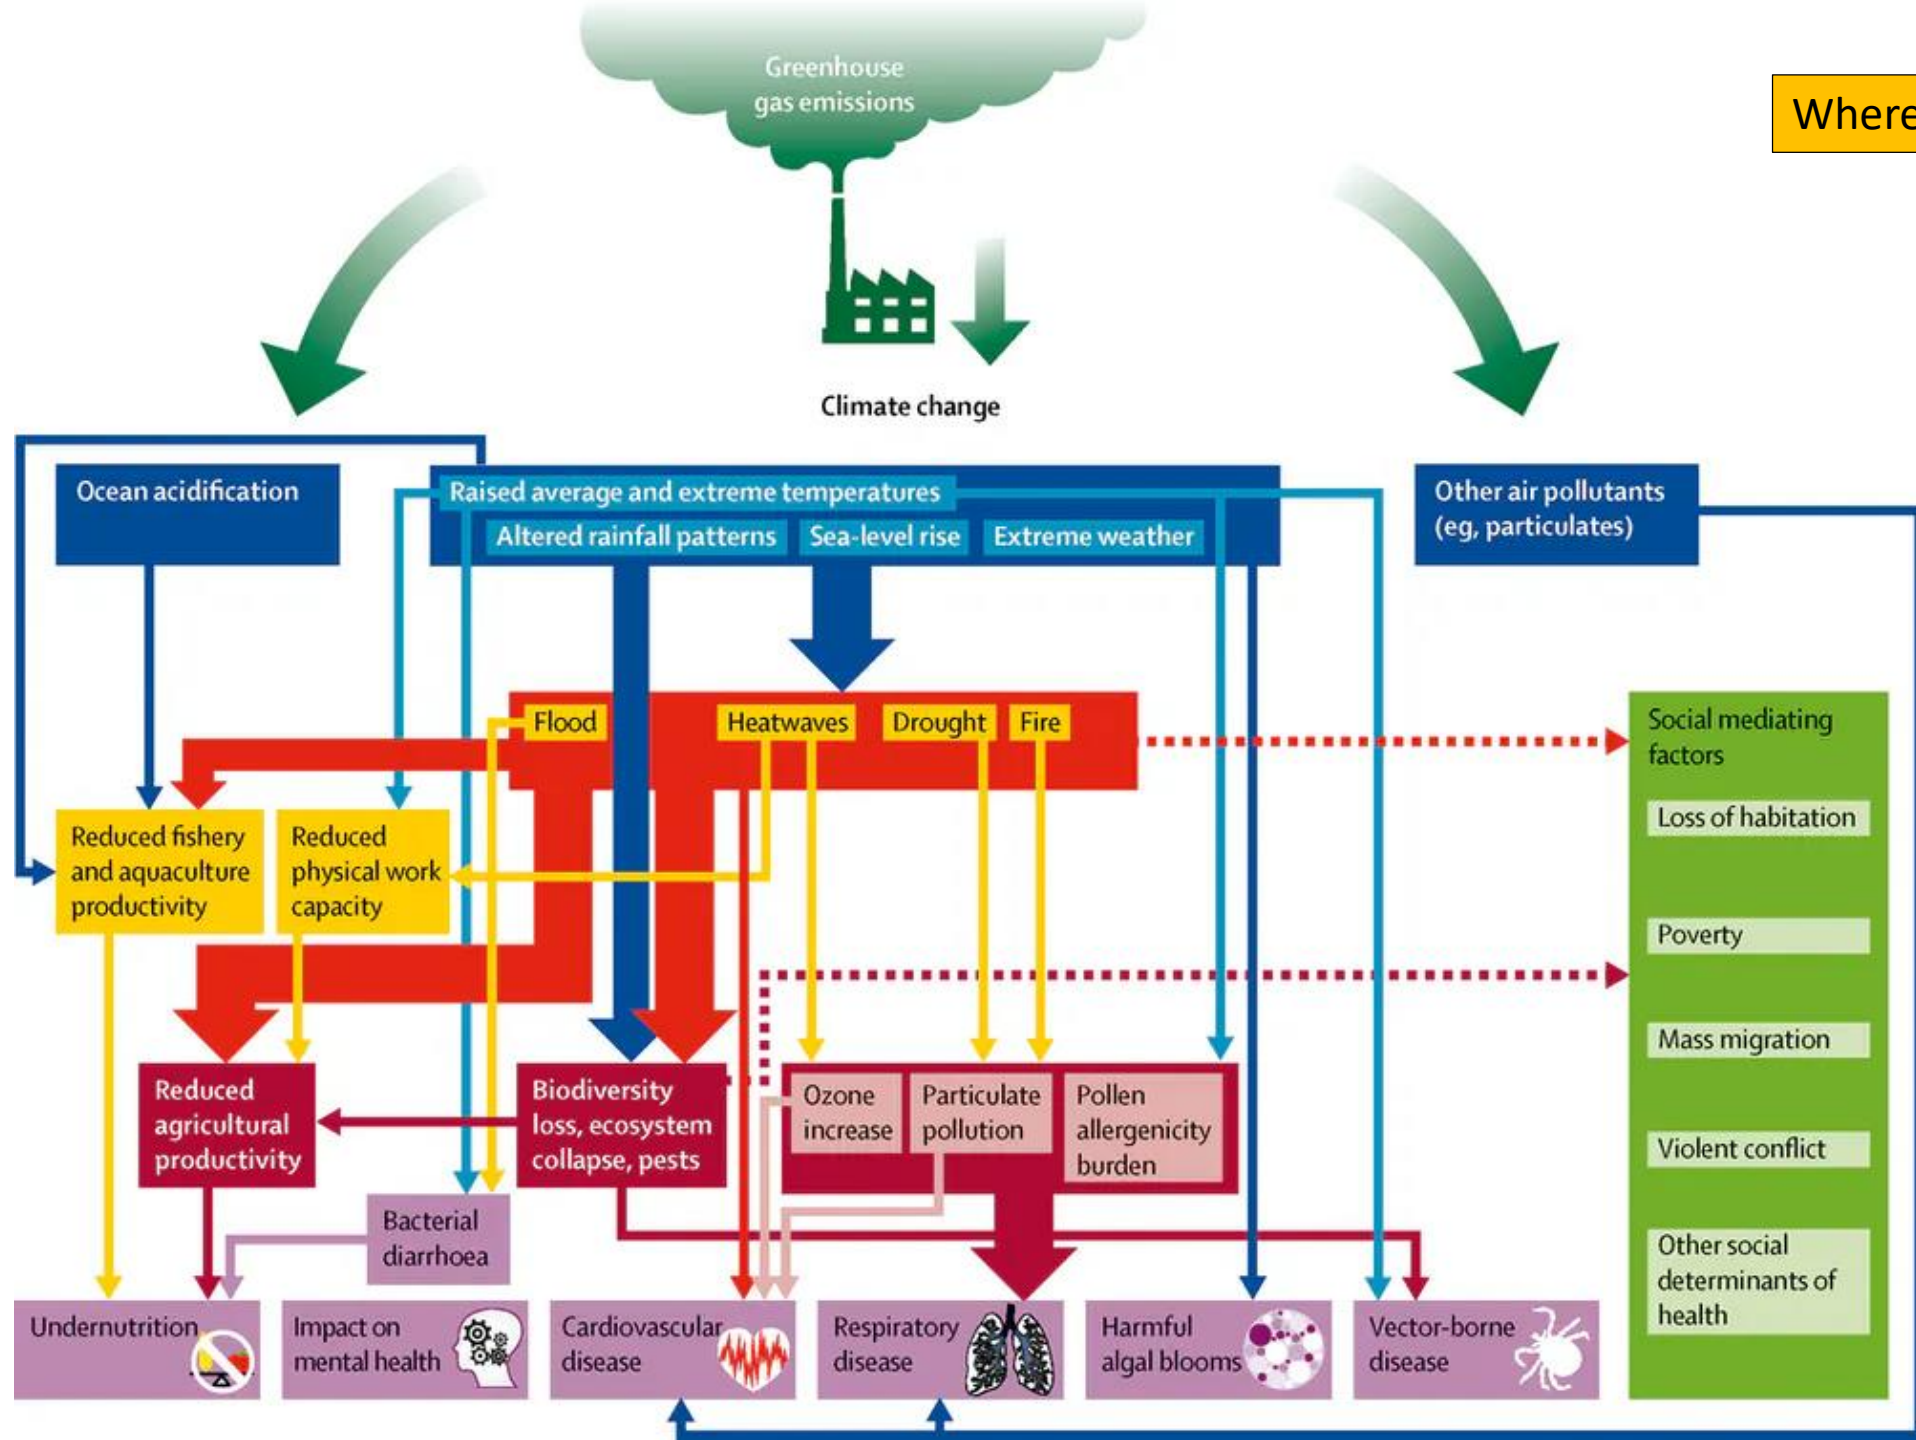 Greenhouse
gas emissions
Where
Climate change
Ocean acidification
Raised average and extreme temperatures
Altered rainfall patterns
Sea-level rise
Extreme weather
Other air pollutants
(eg, particulates)
Flood
Heatwaves
Drought
Fire
Social mediating
factors
Loss of habitation
Poverty
Mass migration
Violent conflict
Other social
determinants of
health
Reduced fishery
and aquaculture
productivity
Reduced
physical work
capacity
Reduced
agricultural
productivity
Biodiversity
loss, ecosystem
collapse, pests
Ozone
increase
Particulate
pollution
Pollen
allergenicity
burden
Bacterial
diarrhoea
Undernutrition
Impact on
mental health
Cardiovascular
disease
Respiratory
disease
Harmful
algal blooms
Vector-borne
disease